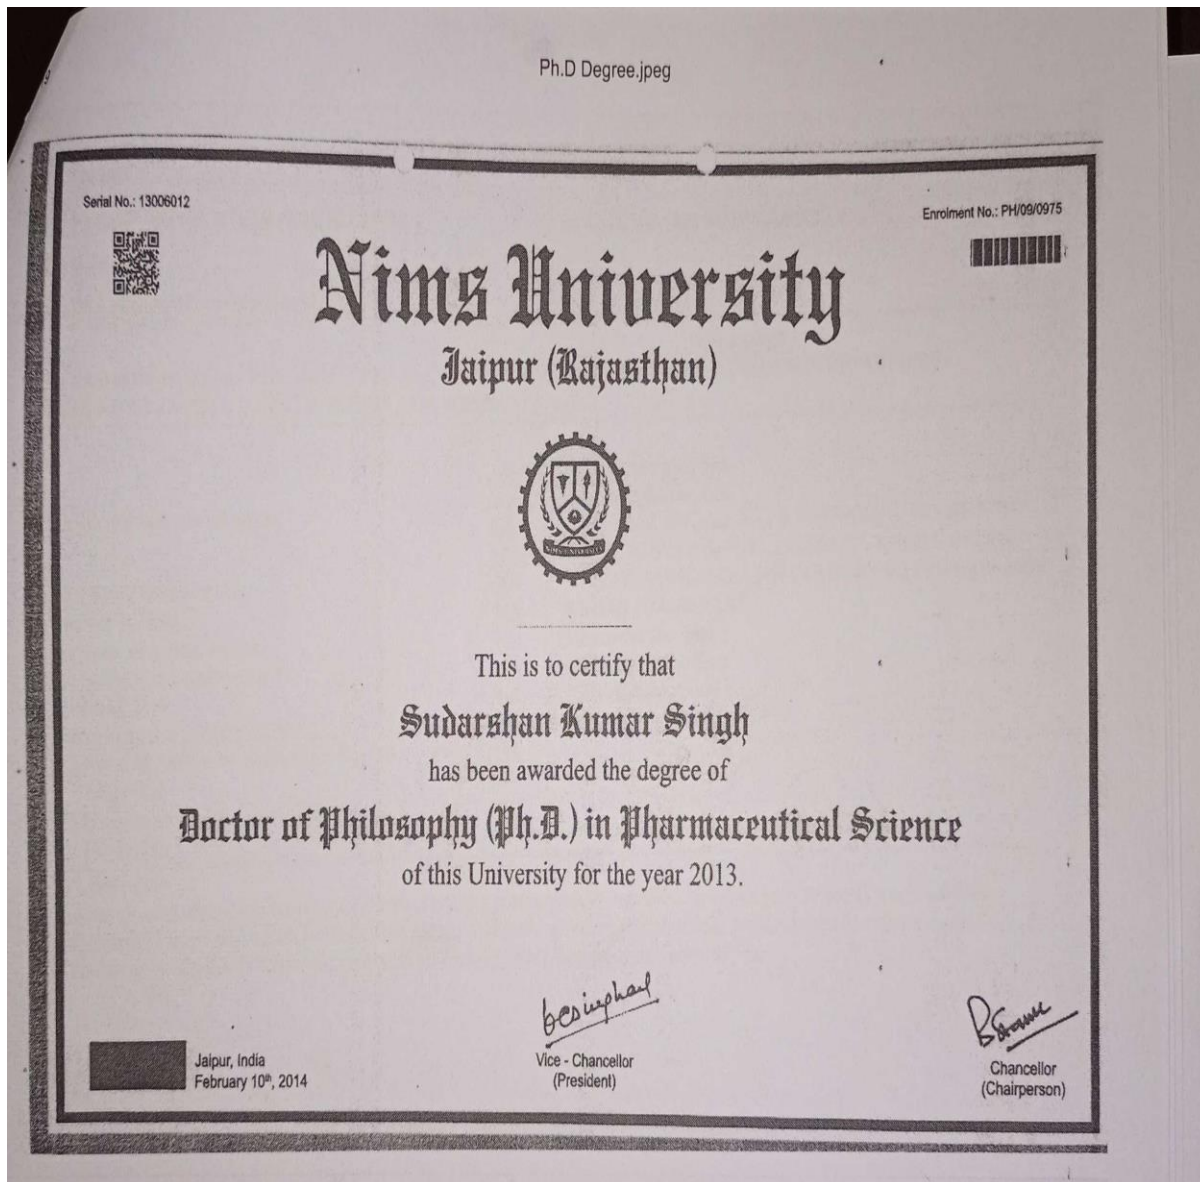 Ph.D Degree.jpeg
Serial No.: 13006012
Enrolment No.: PH/09/0975
Nims University
Jaipur (Rajasthan)
NIMS UNIVERSITY
This is to certify that
Sudarshan Kumar Singh
has been awarded the degree of
Doctor of Philosophy (Ph.D.) in Pharmaceutical Science
of this University for the year 2013.
Jaipur, India
February 10th, 2014
Vice - Chancellor
(President)
Chancellor
(Chairperson)